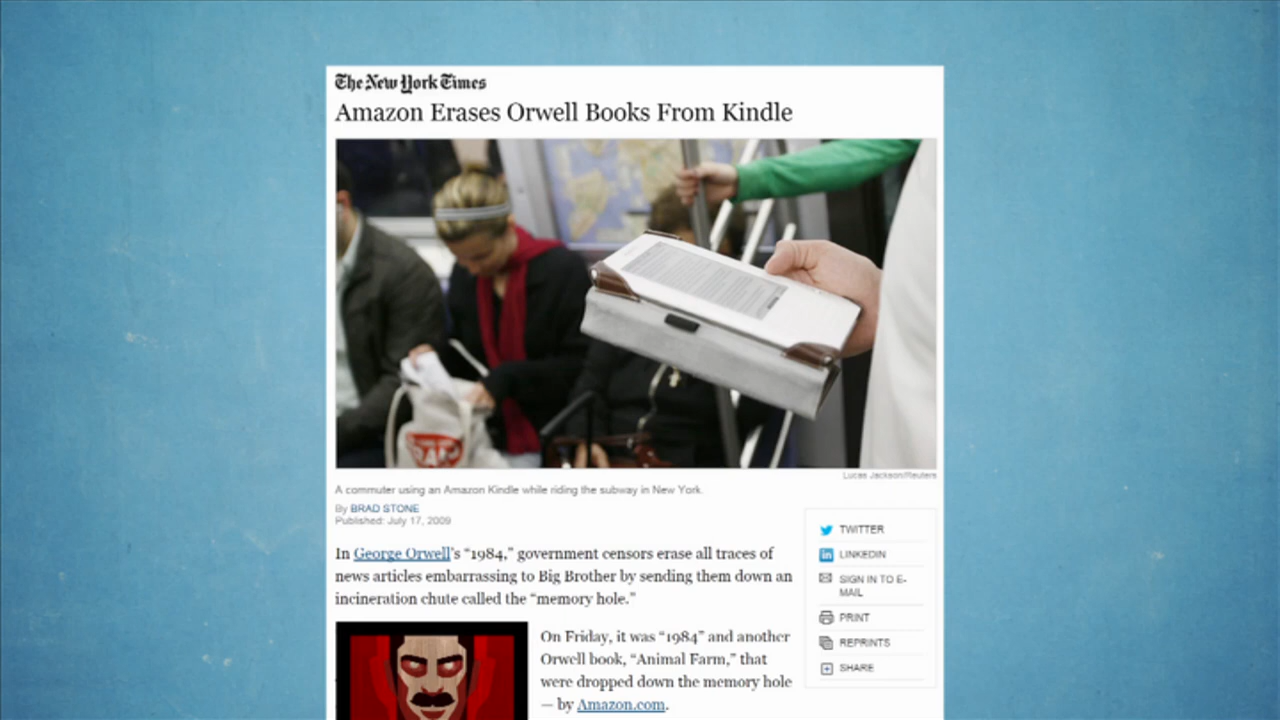 The New York Times
Amazon Erases Orwell Books From Kindle
Lucas Jackson/Reuters
A commuter using an Amazon Kindle while riding the subway in New York.
By BRAD STONE
Published: July 17, 2009
In George Orwell's “1984,” government censors erase all traces of
news articles embarrassing to Big Brother by sending them down an
incineration chute called the “memory hole.”
On Friday, it was “1984” and another
Orwell book, “Animal Farm,” that
were dropped down the memory hole
— by Amazon.com.
TWITTER
LINKEDIN
SIGN IN TO E-
MAIL
PRINT
REPRINTS
SHARE